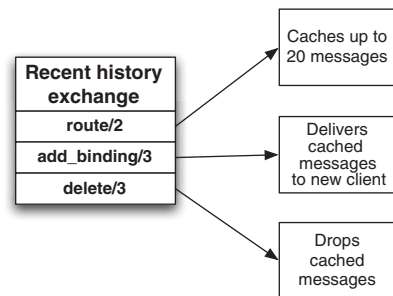 Recent history
exchange
route/2
add_binding/3
delete/3
Caches up to
20 messages
Delivers
cached
messages
to new client
Drops
cached
messages